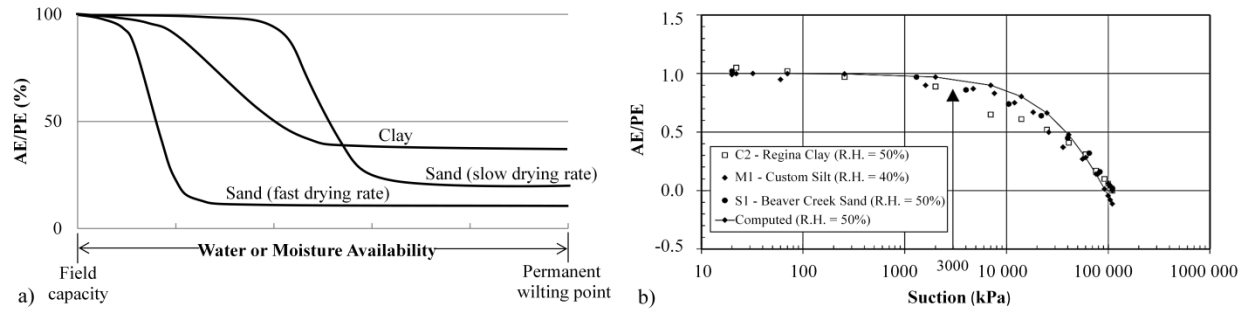 100
50
0
AE/PE (%)
Clay
Sand (slow drying rate)
Sand (fast drying rate)
Water or Moisture Availability
Field
capacity
Permanent
wilting point
a)
1.5
1.0
0.5
0.0
-0.5
AE/PE
C2 - Regina Clay (R.H. = 50%)
M1 - Custom Silt (R.H. = 40%)
S1 - Beaver Creek Sand (R.H. = 50%)
Computed (R.H. = 50%)
10
100
1000
3000
10 000
100 000
1000 000
Suction (kPa)
b)